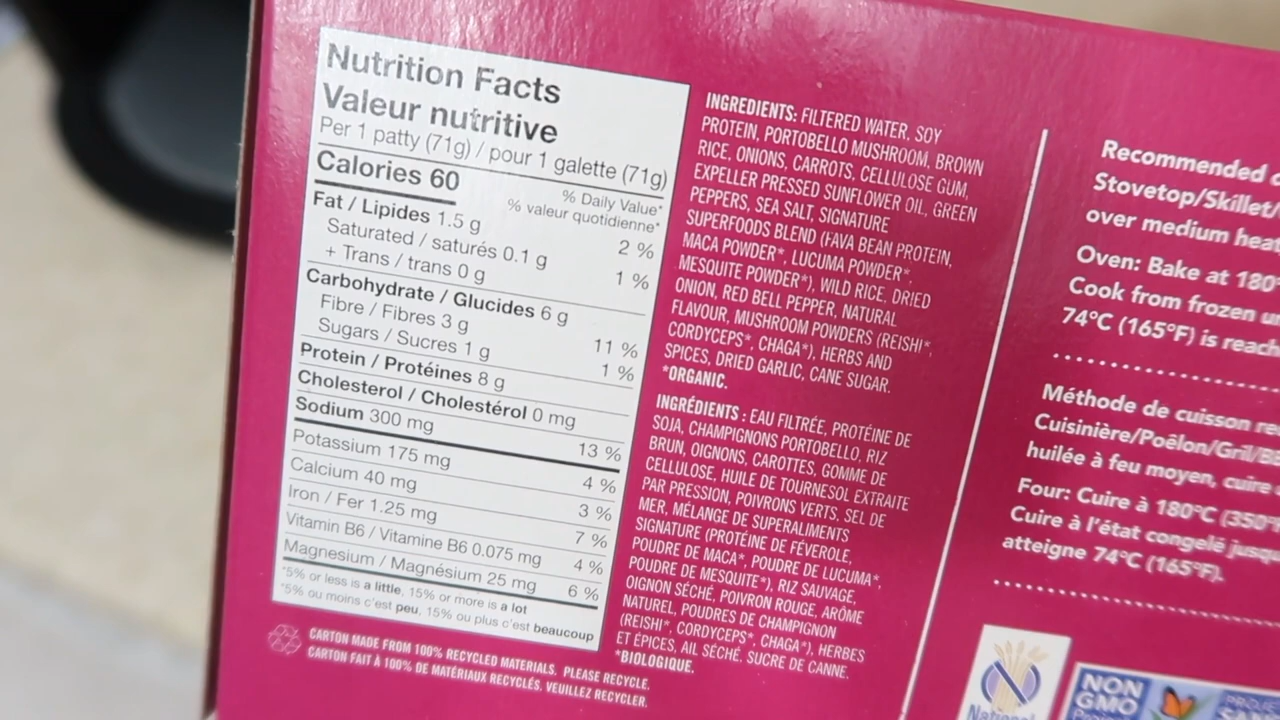 Nutrition Facts
Valeur nutritive
Per 1 patty (71g) / pour 1 galette (71g)
Calories 60
% Daily Value*
% valeur quotidienne*
Fat / Lipides 1.5 g 2 %
Saturated / saturés 0.1 g
+ Trans / trans 0 g 1 %
Carbohydrate / Glucides 6 g
Fibre / Fibres 3 g 11 %
Sugars / Sucres 1 g 1 %
Protein / Protéines 8 g
Cholesterol / Cholestérol 0 mg
Sodium 300 mg 13 %
Potassium 175 mg 4 %
Calcium 40 mg 3 %
Iron / Fer 1.25 mg 7 %
Vitamin B6 / Vitamine B6 0.075 mg 4 %
Magnesium / Magnésium 25 mg 6 %
*5% or less is a little, 15% or more is a lot
*5% ou moins c'est peu, 15% ou plus c'est beaucoup
CARTON MADE FROM 100% RECYCLED MATERIALS. PLEASE RECYCLE.
CARTON FAIT À 100% DE MATÉRIAUX RECYCLÉS. VEUILLEZ RECYCLER.
INGREDIENTS: FILTERED WATER, SOY
PROTEIN, PORTOBELLO MUSHROOM, BROWN
RICE, ONIONS, CARROTS, CELLULOSE GUM,
EXPELLER PRESSED SUNFLOWER OIL, GREEN
PEPPERS, SEA SALT, SIGNATURE
SUPERFOODS BLEND (FAVA BEAN PROTEIN,
MACA POWDER*, LUCUMA POWDER*,
MESQUITE POWDER*), WILD RICE, DRIED
ONION, RED BELL PEPPER, NATURAL
FLAVOUR, MUSHROOM POWDERS (REISHI*,
CORDYCEPS*, CHAGA*), HERBS AND
SPICES, DRIED GARLIC, CANE SUGAR.
*ORGANIC.
INGRÉDIENTS : EAU FILTRÉE, PROTÉINE DE
SOJA, CHAMPIGNONS PORTOBELLO, RIZ
BRUN, OIGNONS, CAROTTES, GOMME DE
CELLULOSE, HUILE DE TOURNESOL EXTRAITE
PAR PRESSION, POIVRONS VERTS, SEL DE
MER, MÉLANGE DE SUPERALIMENTS
SIGNATURE (PROTÉINE DE FÉVEROLE,
POUDRE DE MACA*, POUDRE DE LUCUMA*,
POUDRE DE MESQUITE*), RIZ SAUVAGE,
OIGNON SÉCHÉ, POIVRON ROUGE, ARÔME
NATUREL, POUDRES DE CHAMPIGNON
(REISHI*, CORDYCEPS*, CHAGA*), HERBES
ET ÉPICES, AIL SÉCHÉ, SUCRE DE CANNE.
*BIOLOGIQUE.
Recommended
Stovetop/Skillet/
over medium
Oven: Bake at 180°
Cook from frozen
74°C (165°F) is
Méthode de cuisson
Cuisinière/Poêlon/Gril/
huilée à feu moyen, cuire
Four: Cuire à 180°C (350°
Cuire à l'état congelé
atteigne 74°C (165°F).
National
NON
GMO